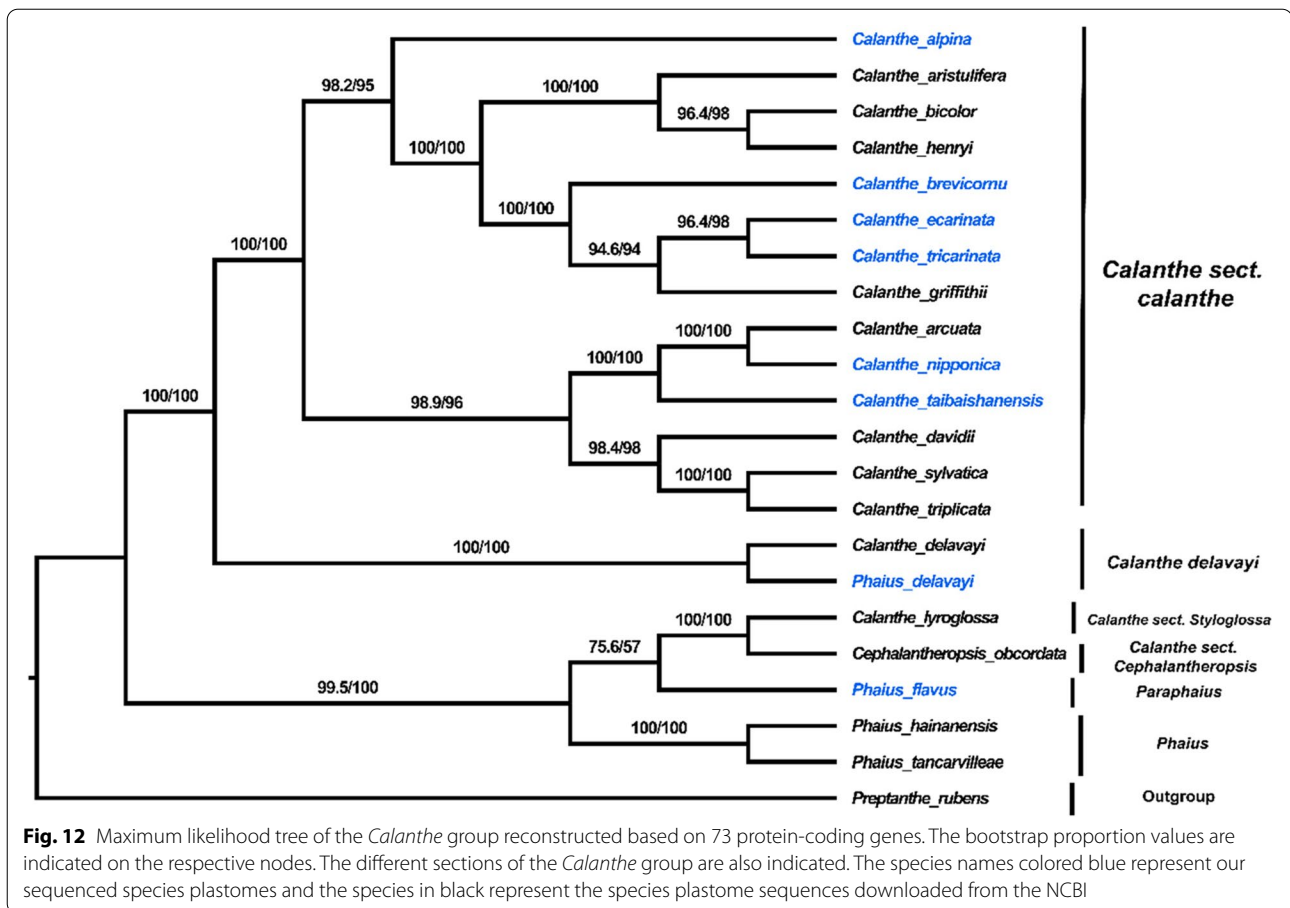 Calanthe_alpina
98.2/95
Calanthe_aristulifera
100/100
96.4/98
Calanthe_bicolor
100/100
Calanthe_henryi
Calanthe_brevicornu
100/100
96.4/98
Calanthe_ecarinata
94.6/94
Calanthe_tricarinata
100/100
Calanthe_griffithii
Calanthe sect.
calanthe
100/100
Calanthe_arcuata
100/100
Calanthe_nipponica
100/100
98.9/96
Calanthe_taibaishanensis
Calanthe_davidii
98.4/98
100/100
Calanthe_sylvatica
Calanthe_triplicata
100/100
Calanthe_delavayi
Phaius_delavayi
Calanthe delavayi
100/100
Calanthe_lyroglossa
Calanthe sect. Styloglossa
75.6/57
Cephalantheropsis_obcordata
Calanthe sect.
Cephalantheropsis
99.5/100
Phaius_flavus
Paraphaius
100/100
Phaius_hainanensis
Phaius_tancarvilleae
Phaius
Preptanthe_rubens
Outgroup
Fig. 12 Maximum likelihood tree of the Calanthe group reconstructed based on 73 protein-coding genes. The bootstrap proportion values are
indicated on the respective nodes. The different sections of the Calanthe group are also indicated. The species names colored blue represent our
sequenced species plastomes and the species in black represent the species plastome sequences downloaded from the NCBI